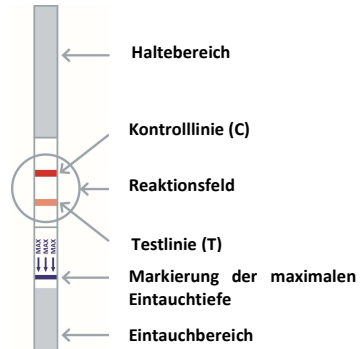 Haltebereich
Kontrolllinie (C)
Reaktionsfeld
Testlinie (T)
MAX MAX MAX
Markierung der maximalen
Eintauchtiefe
Eintauchbereich